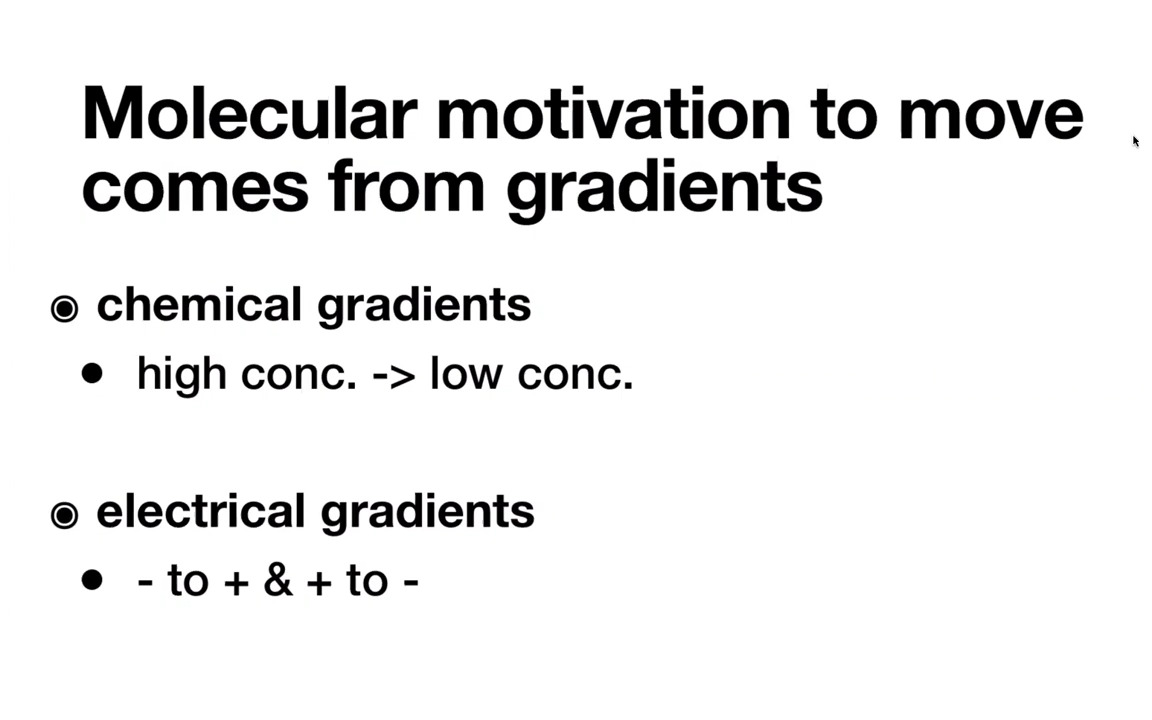 Molecular motivation to move
comes from gradients
◉ chemical gradients
● high conc. -> low conc.
◉ electrical gradients
● - to + & + to -